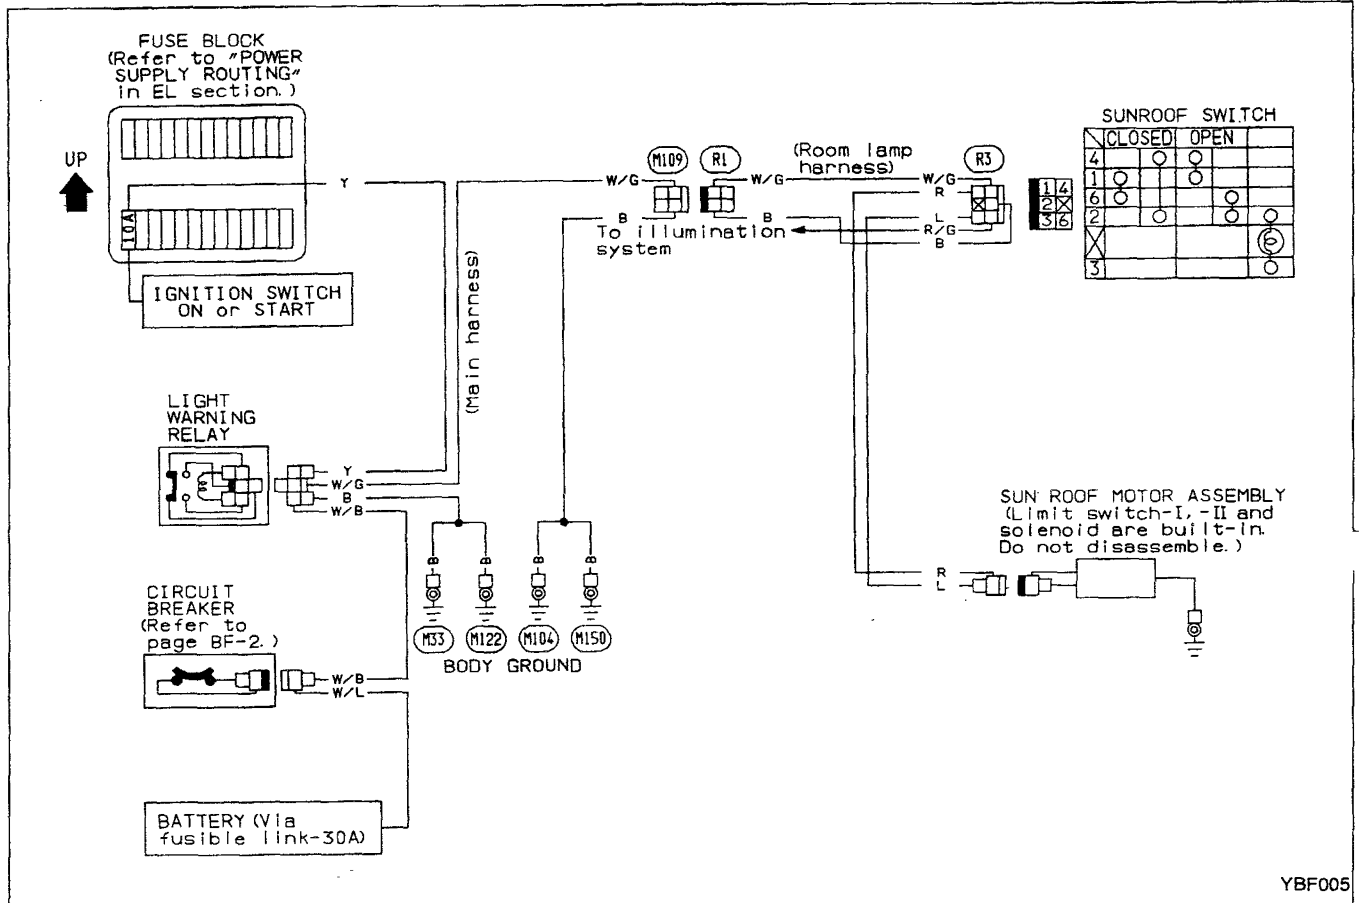 FUSE BLOCK
(Refer to "POWER
SUPPLY ROUTING"
in EL section.)
UP
10A
Y
IGNITION SWITCH
ON or START
(Main harness)
LIGHT
WARNING
RELAY
Y
W/G
B
W/B
CIRCUIT
BREAKER
(Refer to
page BF-2.)
W/B
W/L
BATTERY (Via
fusible link-30A)
B
B
B
B
M33
M122
M104
M150
BODY GROUND
M109
R1
W/G
B
To illumination
system
(Room lamp
harness)
W/G
B
R3
W/G
R
L
R/G
B
1 4
2
3 6
SUNROOF SWITCH
CLOSED OPEN
4
1
6
2
3
SUN ROOF MOTOR ASSEMBLY
(Limit switch-I, -II and
solenoid are built-in.
Do not disassemble.)
R
L
YBF005